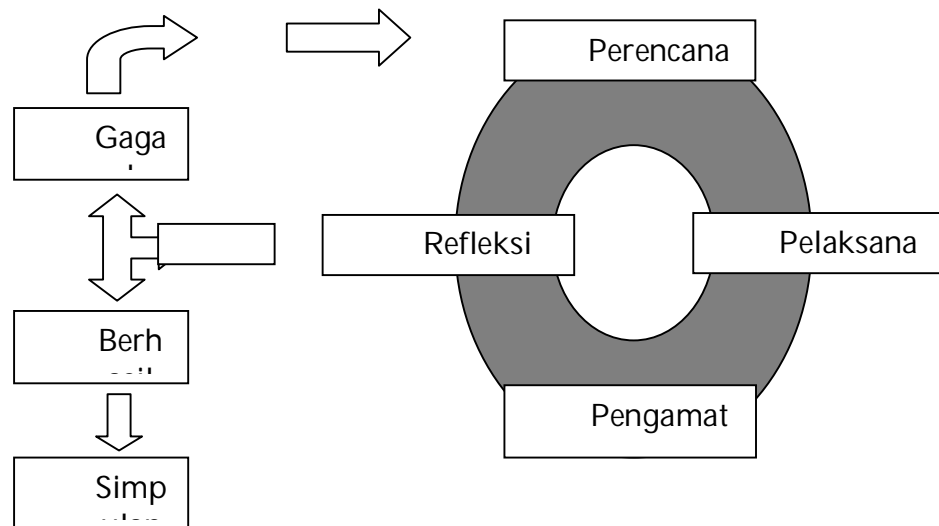 Perencana
Gaga
Refleksi
Pelaksana
Berh
Pengamat
Simp